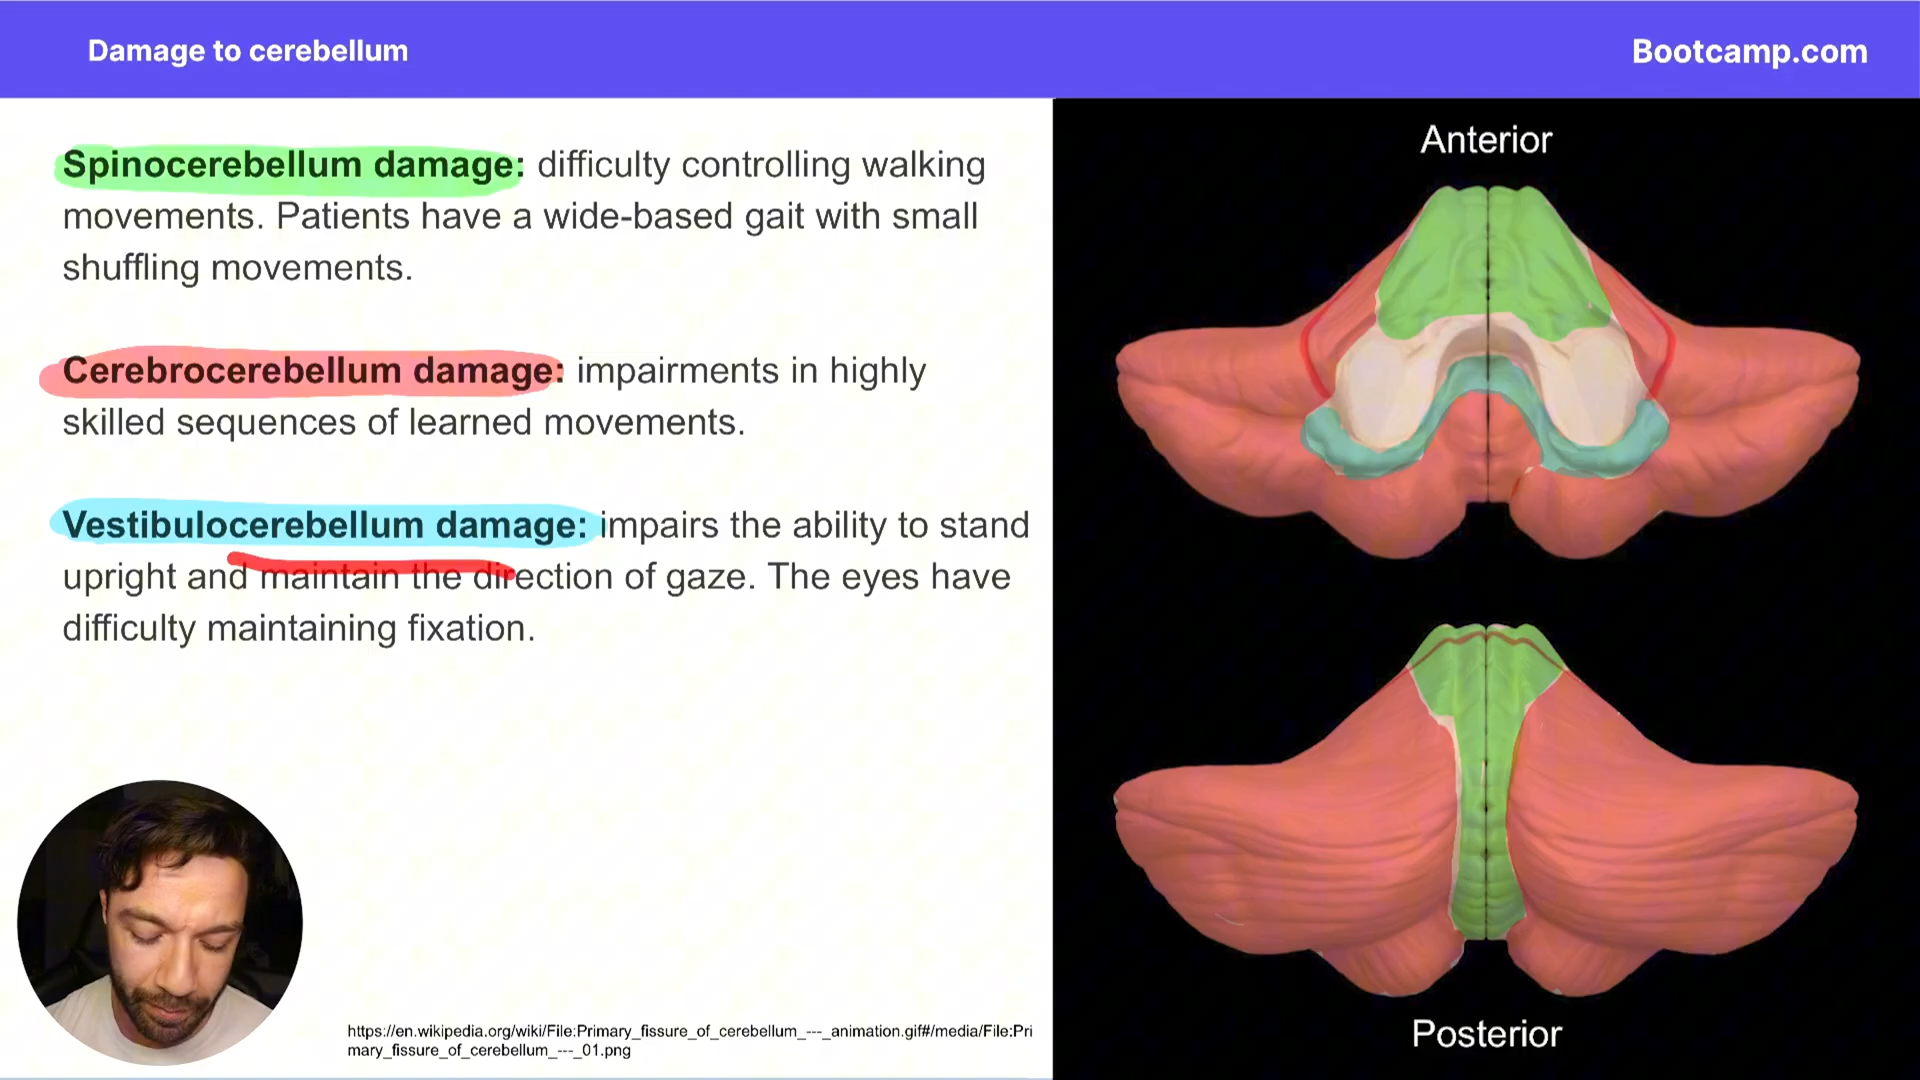 Damage to cerebellum
Bootcamp.com
Spinocerebellum damage: difficulty controlling walking
movements. Patients have a wide-based gait with small
shuffling movements.
Cerebrocerebellum damage: impairments in highly
skilled sequences of learned movements.
Vestibulocerebellum damage: impairs the ability to stand
upright and maintain the direction of gaze. The eyes have
difficulty maintaining fixation.
https://en.wikipedia.org/wiki/File:Primary_fissure_of_cerebellum_---_animation.gif#/media/File:Pri
mary_fissure_of_cerebellum_---_01.png
Anterior
Posterior